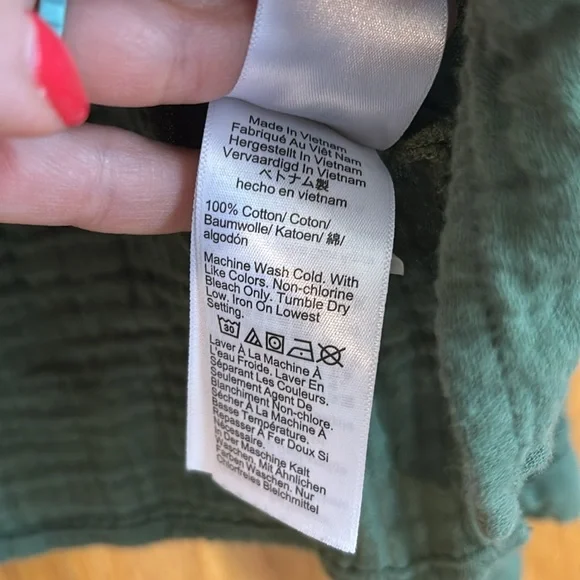 Made In Vietnam
Fabriqué Au Viêt Nam
Hergestellt In Vietnam
Vervaardigd In Vietnam
ベトナム製
hecho en vietnam
100% Cotton/ Coton/
Baumwolle/ Katoen/ 綿/
algodón
Machine Wash Cold. With
Like Colors. Non-chlorine
Bleach Only. Tumble Dry
Low. Iron On Lowest
Setting.
30
Laver À La Machine À
L'eau Froide. Laver En
Séparant Les Couleurs.
Seulement Agent De
Blanchiment Non-chlore.
Sécher À La Machine À
Basse Température.
Repasser À Fer Doux Si
Nécessaire.
In Der Maschine Kalt
Waschen, Mit Ähnlichen
Farben Waschen. Nur
Chlorfreies Bleichmittel